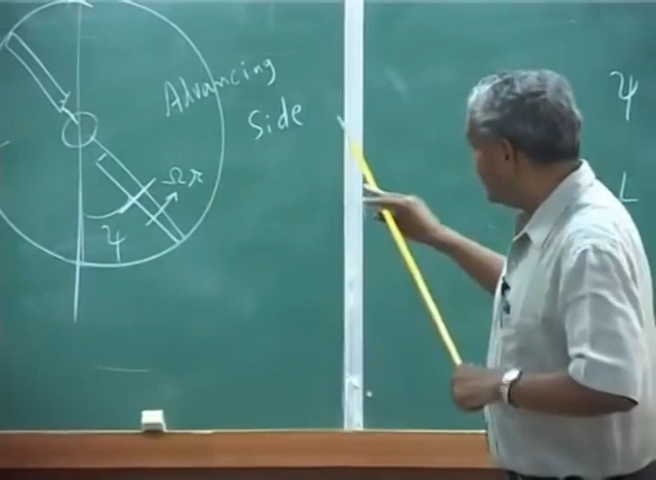 Advancing
Side
Ωr
ψ
ψ
L